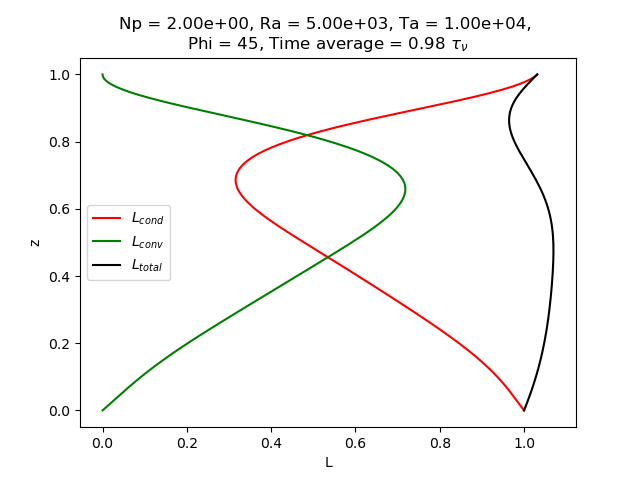 Np = 2.00e+00, Ra = 5.00e+03, Ta = 1.00e+04,
Phi = 45, Time average = 0.98 τ_ν
1.0
0.8
0.6
0.4
0.2
0.0
z
L_cond
L_conv
L_total
0.0 0.2 0.4 0.6 0.8 1.0
L